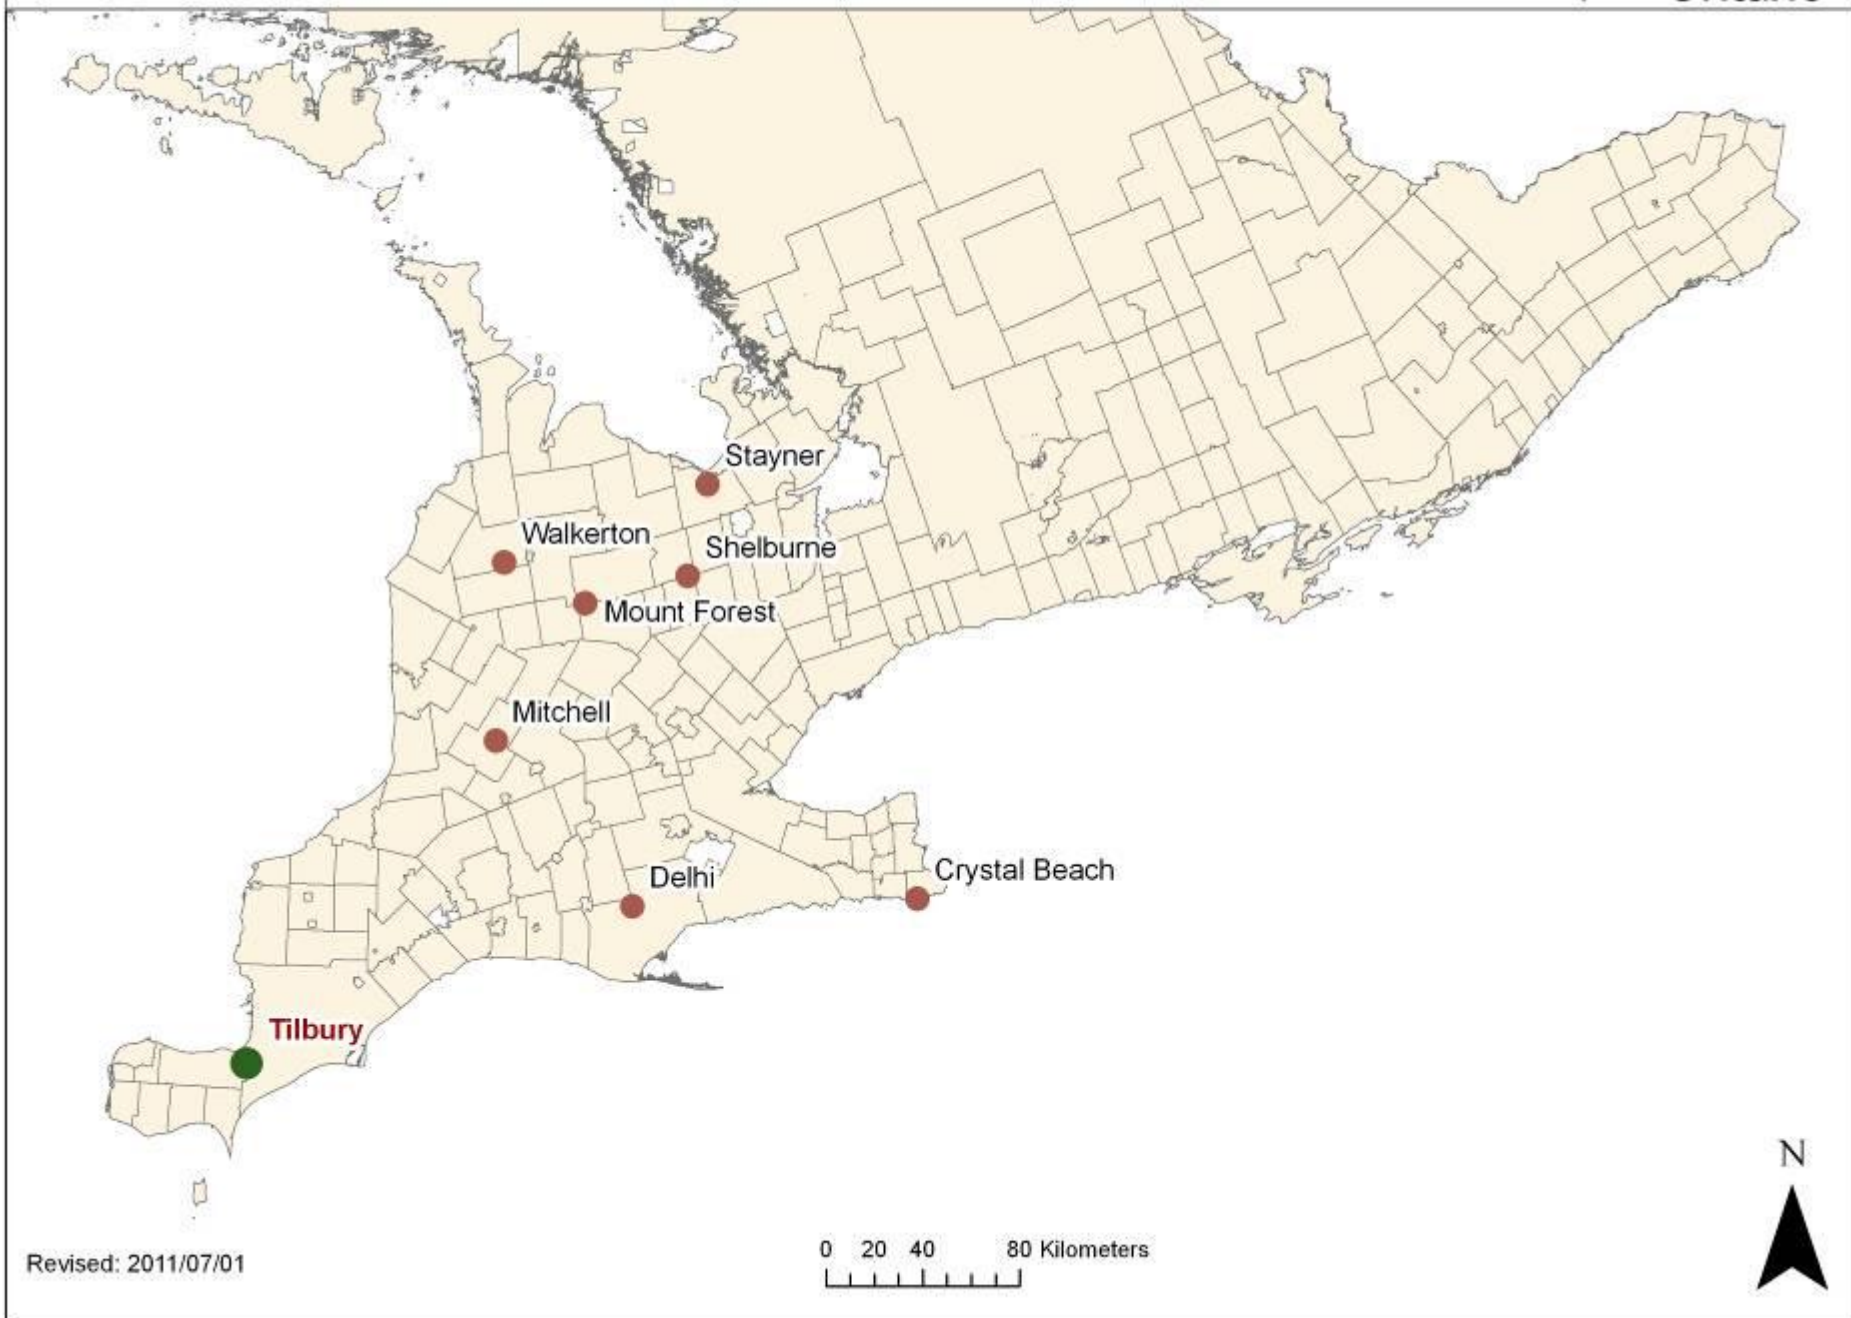 Stayner
Walkerton
Shelburne
Mount Forest
Mitchell
Delhi
Crystal Beach
Tilbury
N
0 20 40 80 Kilometers
Revised: 2011/07/01